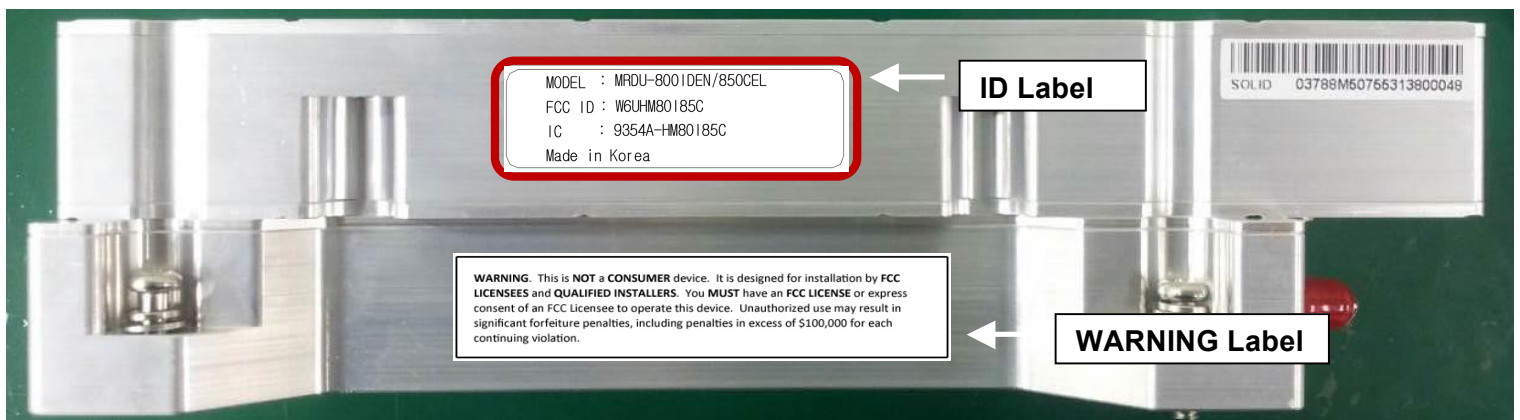 MODEL : MRDU-800IDEN/850CEL
FCC ID : W6UHM80I85C
IC : 9354A-HM80I85C
Made in Korea
ID Label
SOLID 03788M50755313800048
WARNING. This is NOT a CONSUMER device. It is designed for installation by FCC
LICENSEES and QUALIFIED INSTALLERS. You MUST have an FCC LICENSE or express
consent of an FCC Licensee to operate this device. Unauthorized use may result in
significant forfeiture penalties, including penalties in excess of $100,000 for each
continuing violation.
WARNING Label